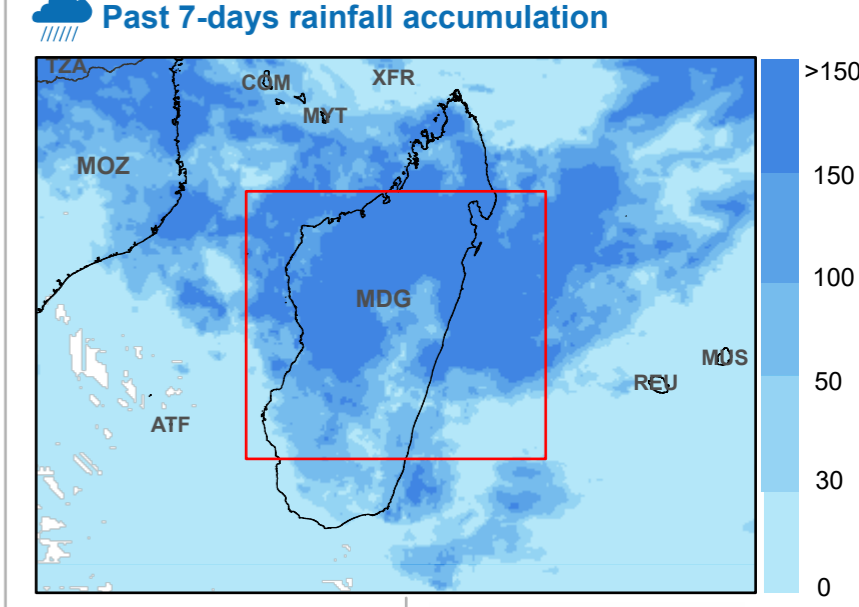 Past 7-days rainfall accumulation
TZA
COM
XFR
MYT
MOZ
MDG
MUS
REU
ATF
>150
150
100
50
30
0